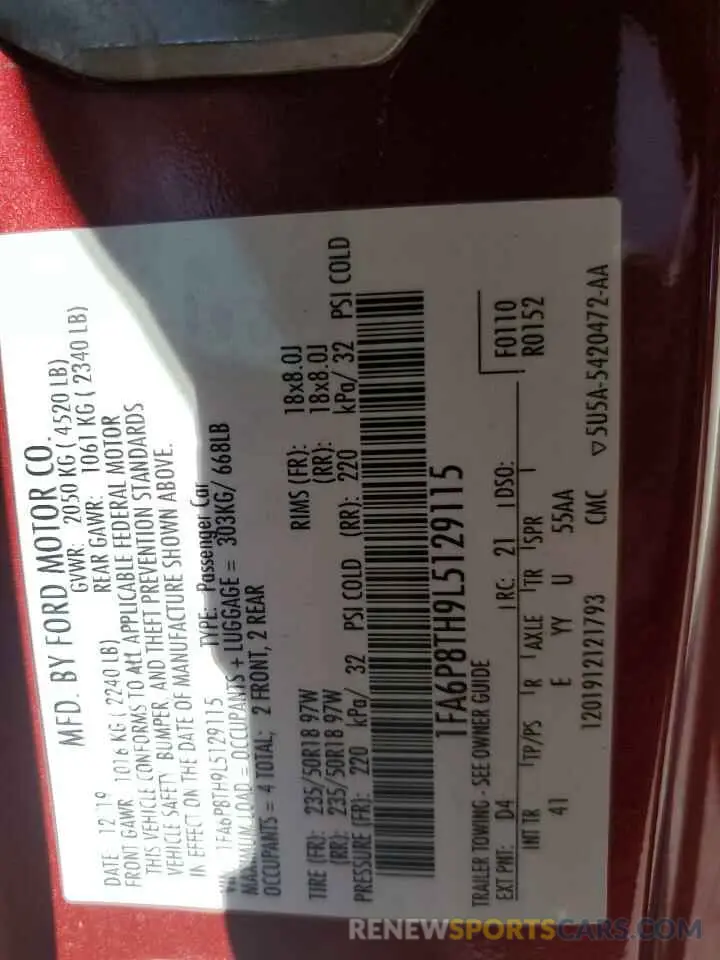 MFD. BY FORD MOTOR CO.
DATE 12 19 GVWR: 2050 KG ( 4520 LB)
FRONT GAWR 1016 KG ( 2240 LB) REAR GAWR: 1061 KG ( 2340 LB)
THIS VEHICLE CONFORMS TO ALL APPLICABLE FEDERAL MOTOR
VEHICLE SAFETY BUMPER, AND THEFT PREVENTION STANDARDS
IN EFFECT ON THE DATE OF MANUFACTURE SHOWN ABOVE.
1FA6P8TH9L5129115 TYPE: Passenger Car
MAXIMUM LOAD = OCCUPANTS + LUGGAGE = 303KG/ 668LB
OCCUPANTS = 4 TOTAL; 2 FRONT, 2 REAR
TIRE (FR): 235/50R18 97W RIMS (FR): 18x8.0J
(RR): 235/50R18 97W (RR): 18x8.0J
PRESSURE (FR): 220 kPa/ 32 PSI COLD (RR): 220 kPa/ 32 PSI COLD
1FA6P8TH9L5129115
TRAILER TOWING - SEE OWNER GUIDE
F0110
EXT PNT: D4 RC: 21 DSO: R0152
INT TR TP/PS R AXLE TR SPR
41 E YY U 55AA
1201912121793 CMC ▽5U5A-5420472-AA
RENEWSPORTSCARS.COM